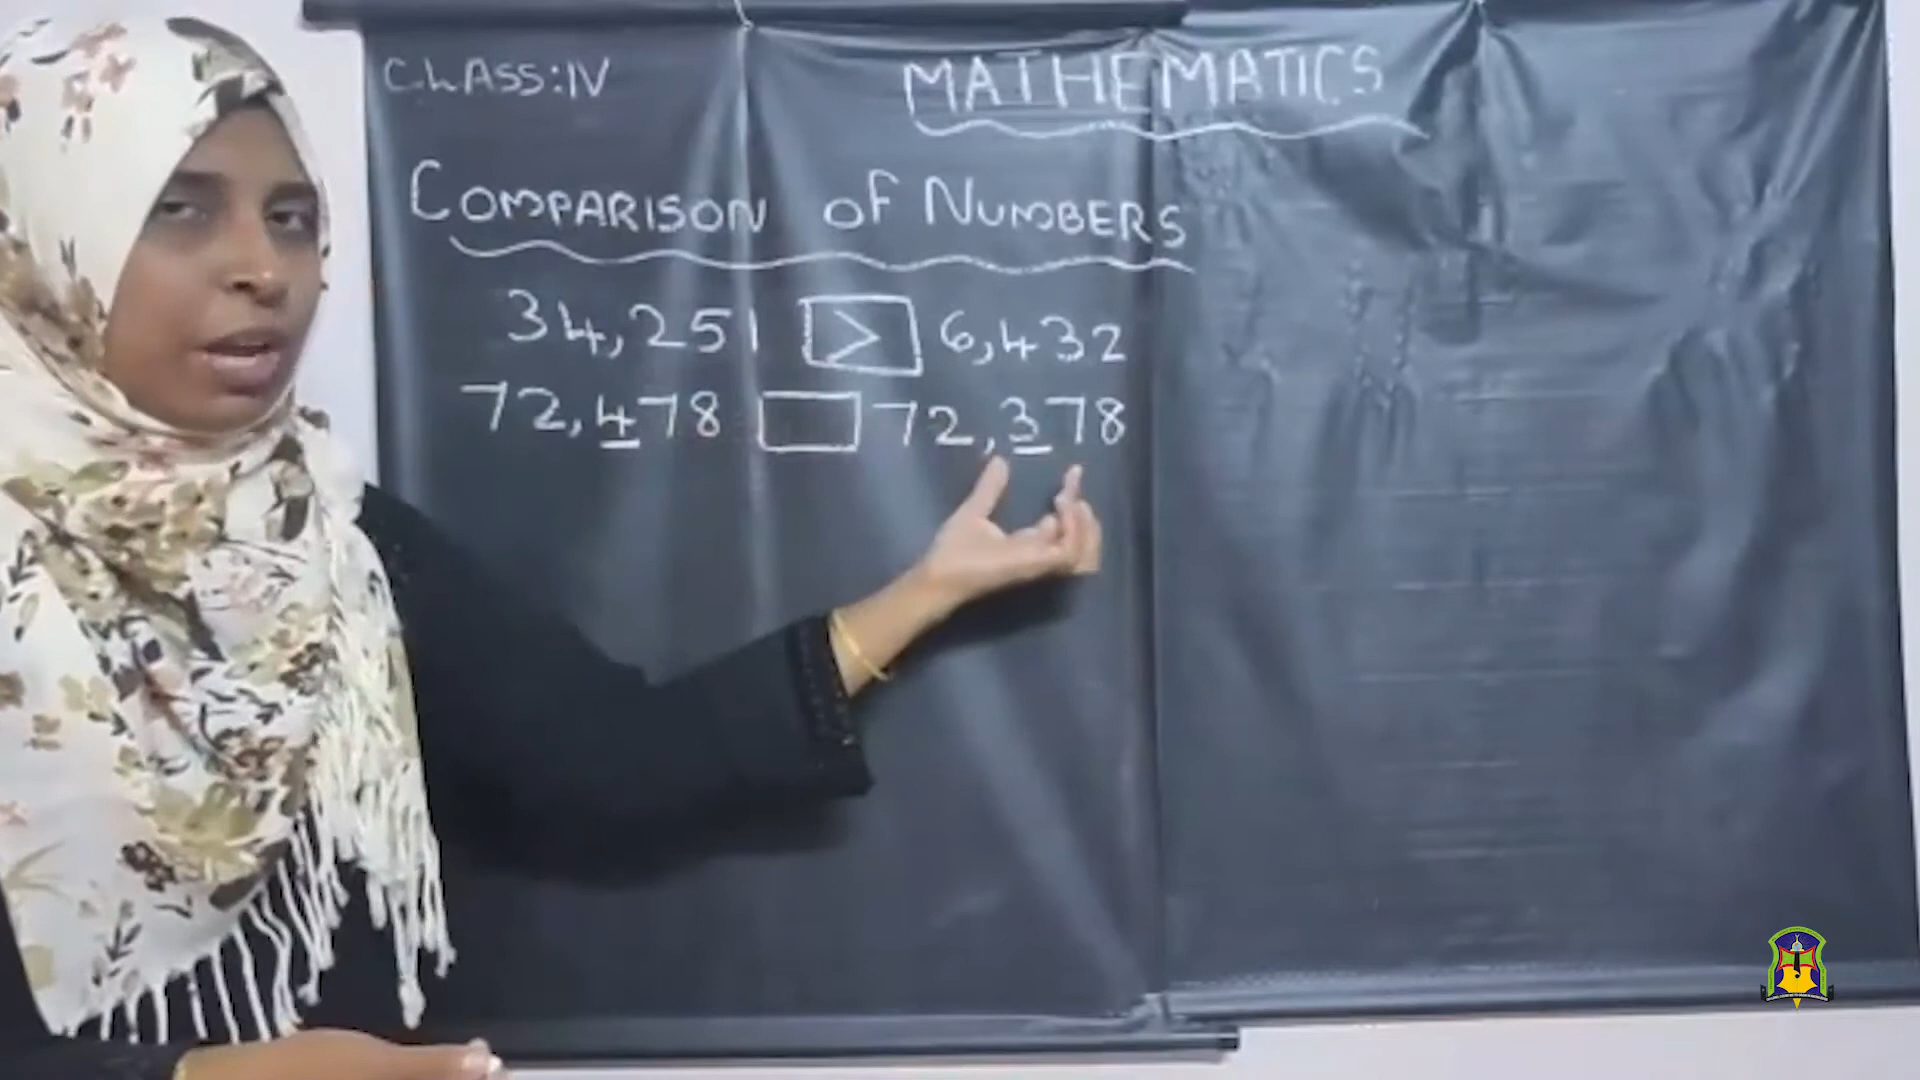 CLASS:IV
MATHEMATICS
COMPARISON OF NUMBERS
34,251 > 6,432
72,478 72,378